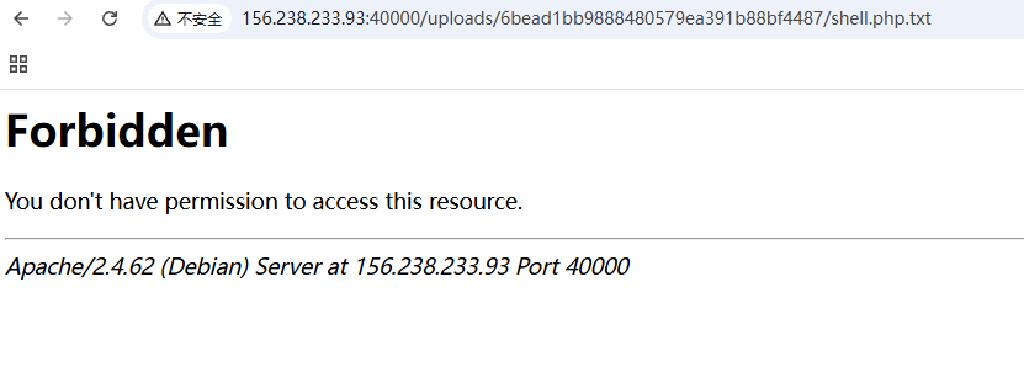 不安全 156.238.233.93:40000/uploads/6bead1bb9888480579ea391b88bf4487/shell.php.txt
Forbidden
You don't have permission to access this resource.
Apache/2.4.62 (Debian) Server at 156.238.233.93 Port 40000